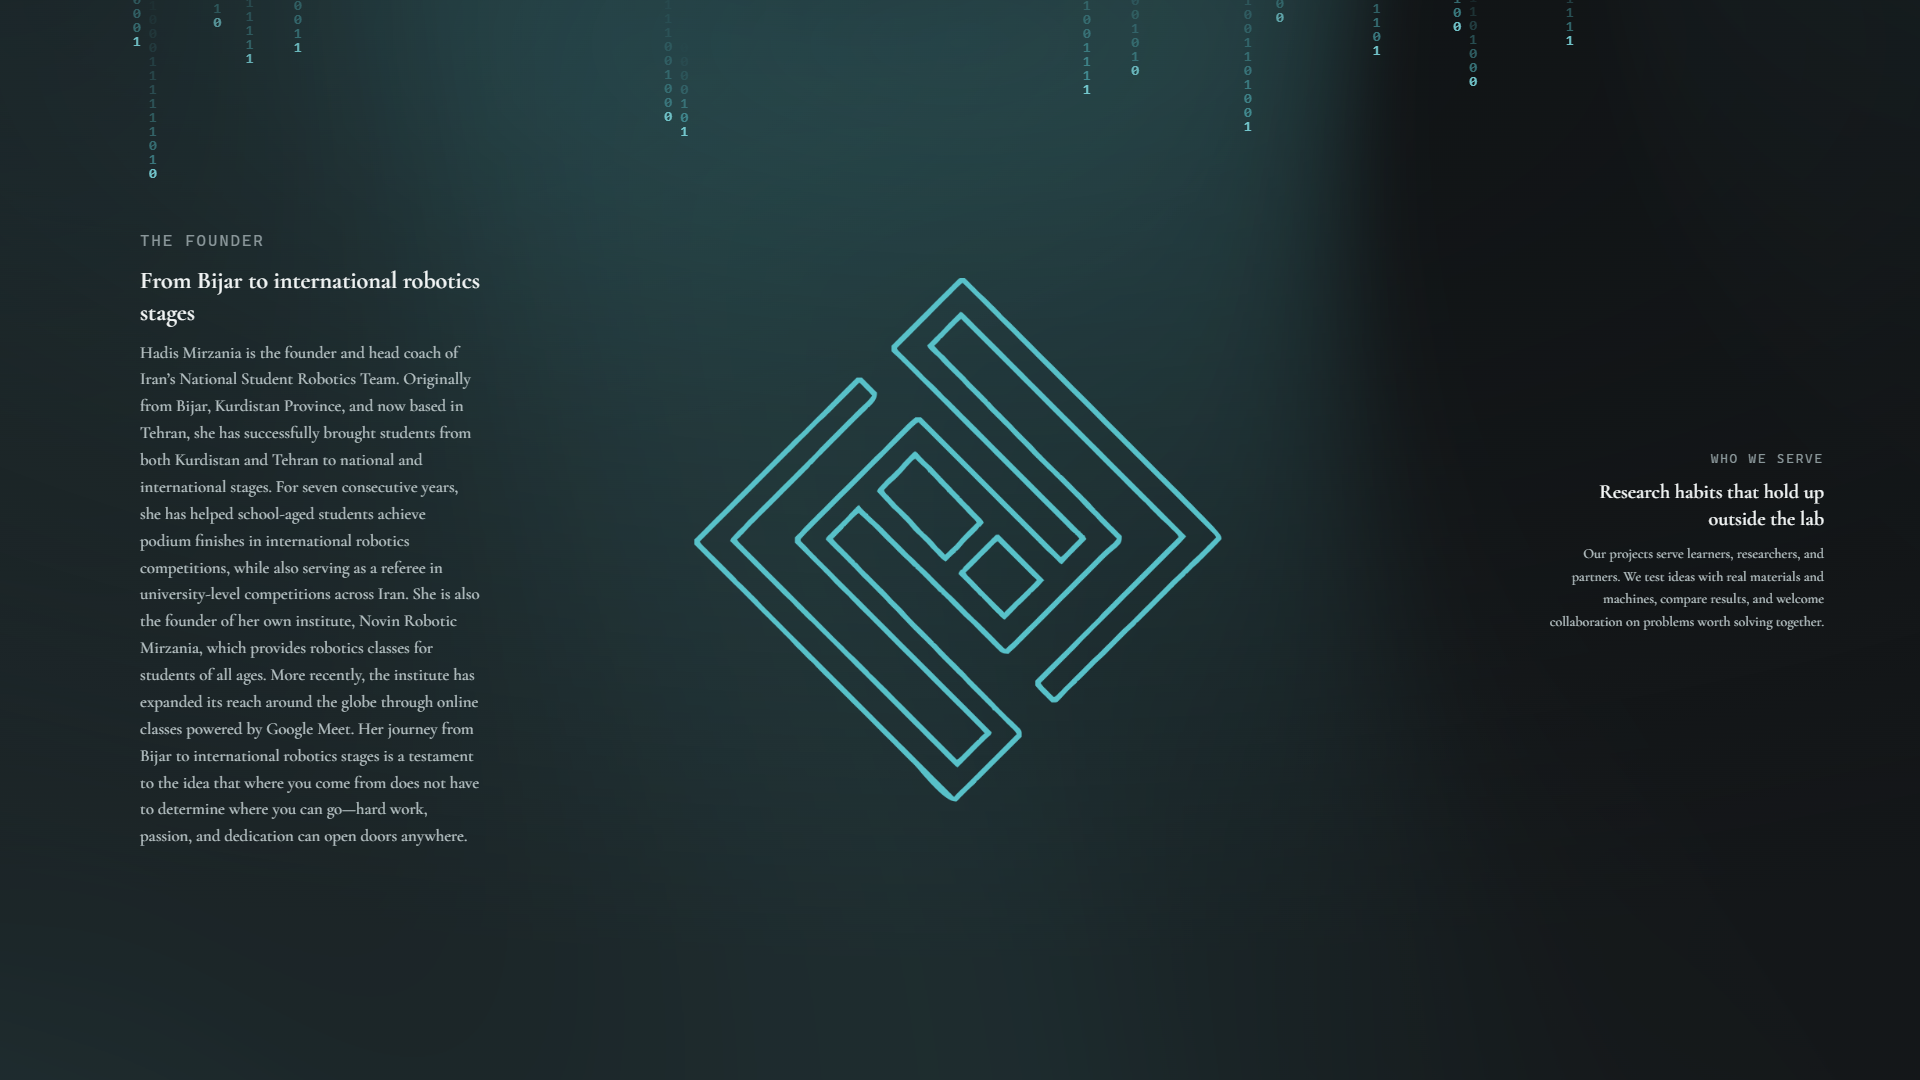 THE FOUNDER
From Bijar to international robotics
stages
Hadis Mirzania is the founder and head coach of
Iran’s National Student Robotics Team. Originally
from Bijar, Kurdistan Province, and now based in
Tehran, she has successfully brought students from
both Kurdistan and Tehran to national and
international stages. For seven consecutive years,
she has helped school-aged students achieve
podium finishes in international robotics
competitions, while also serving as a referee in
university-level competitions across Iran. She is also
the founder of her own institute, Novin Robotic
Mirzania, which provides robotics classes for
students of all ages. More recently, the institute has
expanded its reach around the globe through online
classes powered by Google Meet. Her journey from
Bijar to international robotics stages is a testament
to the idea that where you come from does not have
to determine where you can go—hard work,
passion, and dedication can open doors anywhere.
WHO WE SERVE
Research habits that hold up
outside the lab
Our projects serve learners, researchers, and
partners. We test ideas with real materials and
machines, compare results, and welcome
collaboration on problems worth solving together.